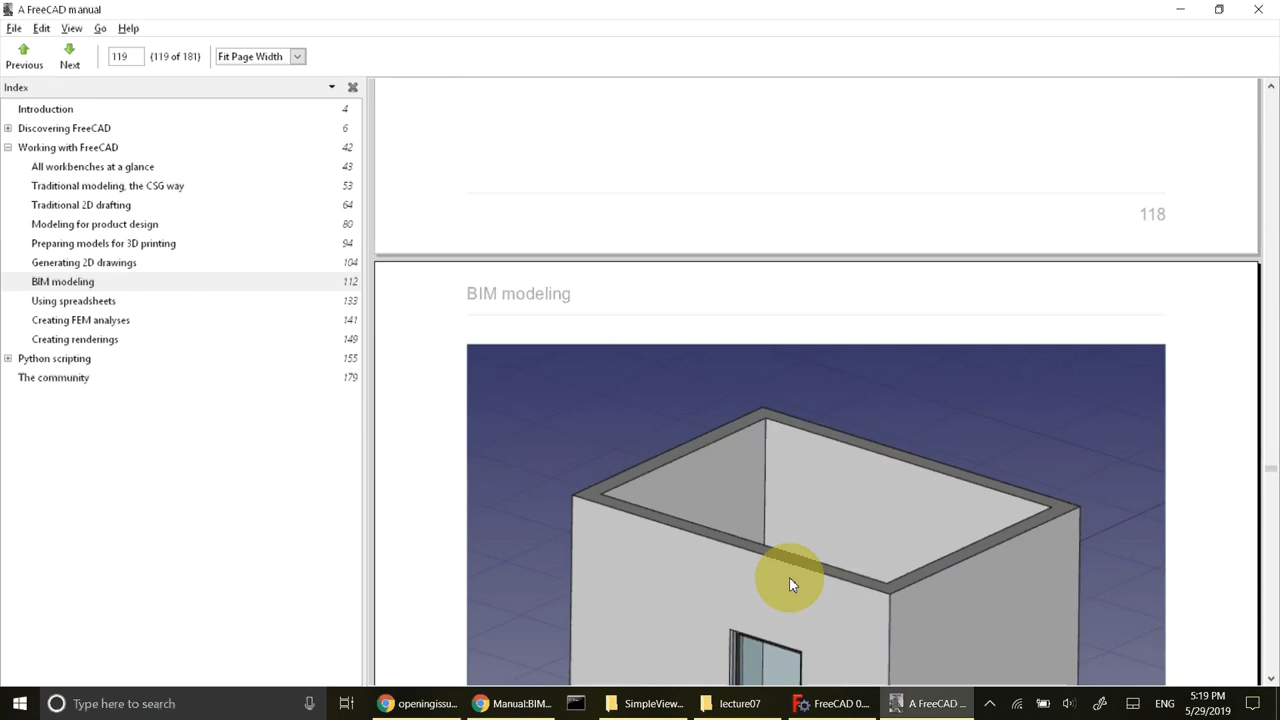 A FreeCAD manual
File Edit View Go Help
Previous Next 119 (119 of 181) Fit Page Width
Index
Introduction 4
Discovering FreeCAD 6
Working with FreeCAD 42
All workbenches at a glance 43
Traditional modeling, the CSG way 53
Traditional 2D drafting 64
Modeling for product design 80
Preparing models for 3D printing 94
Generating 2D drawings 104
BIM modeling 112
Using spreadsheets 133
Creating FEM analyses 141
Creating renderings 149
Python scripting 155
The community 179
118
BIM modeling
Type here to search
openingissu...
Manual:BIM...
SimpleView...
lecture07
FreeCAD 0...
A FreeCAD ...
ENG
5:19 PM
5/29/2019